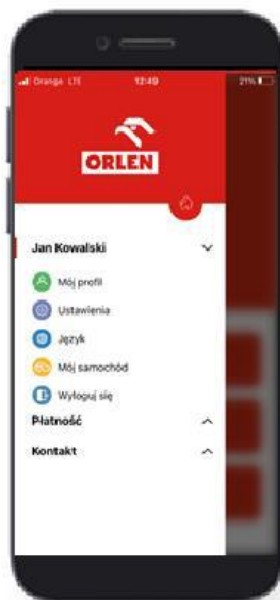 Orange LTE 12:49 21%
ORLEN
Jan Kowalski
Mój profil
Ustawienia
Język
Mój samochód
Wyloguj się
Płatność
Kontakt